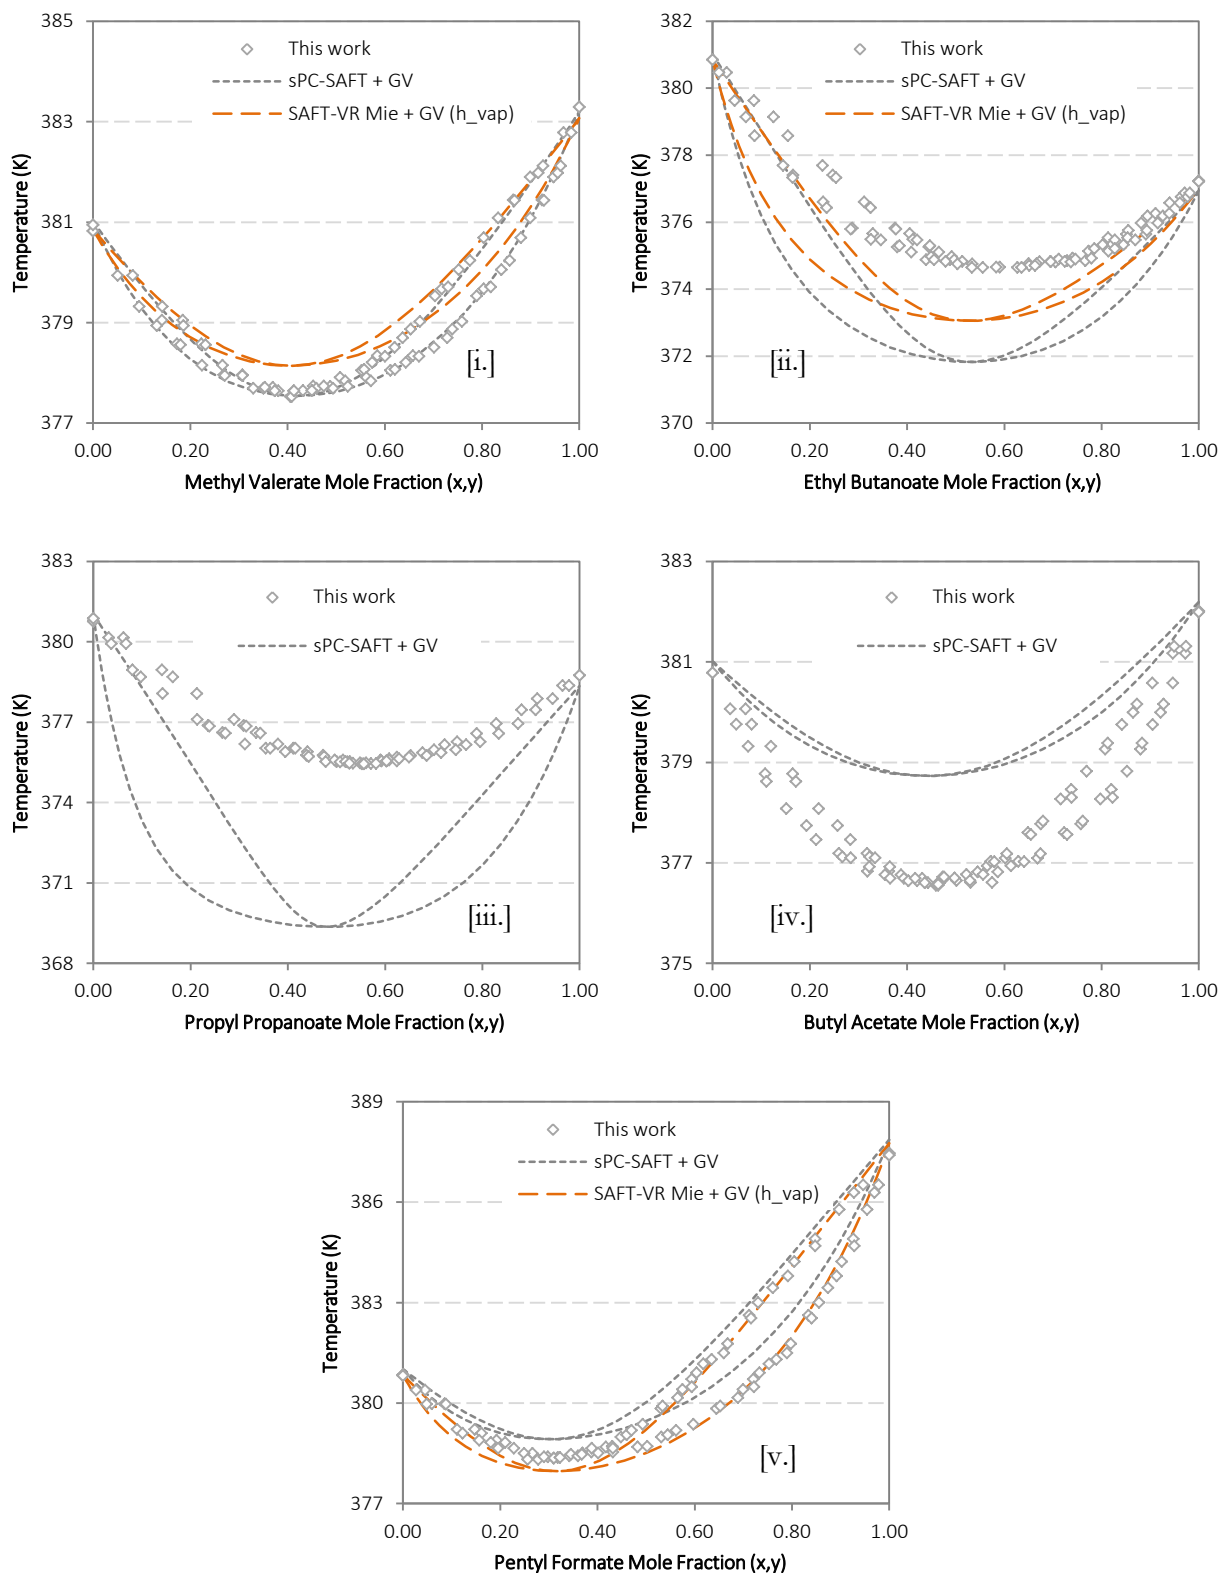 385
383
381
379
377
Temperature (K)
This work
sPC-SAFT + GV
SAFT-VR Mie + GV (h_vap)
[i.]
0.00 0.20 0.40 0.60 0.80 1.00
Methyl Valerate Mole Fraction (x,y)
382
380
378
376
374
372
370
Temperature (K)
This work
sPC-SAFT + GV
SAFT-VR Mie + GV (h_vap)
[ii.]
0.00 0.20 0.40 0.60 0.80 1.00
Ethyl Butanoate Mole Fraction (x,y)
383
380
377
374
371
368
Temperature (K)
This work
sPC-SAFT + GV
[iii.]
0.00 0.20 0.40 0.60 0.80 1.00
Propyl Propanoate Mole Fraction (x,y)
383
381
379
377
375
Temperature (K)
This work
sPC-SAFT + GV
[iv.]
0.00 0.20 0.40 0.60 0.80 1.00
Butyl Acetate Mole Fraction (x,y)
389
386
383
380
377
Temperature (K)
This work
sPC-SAFT + GV
SAFT-VR Mie + GV (h_vap)
[v.]
0.00 0.20 0.40 0.60 0.80 1.00
Pentyl Formate Mole Fraction (x,y)